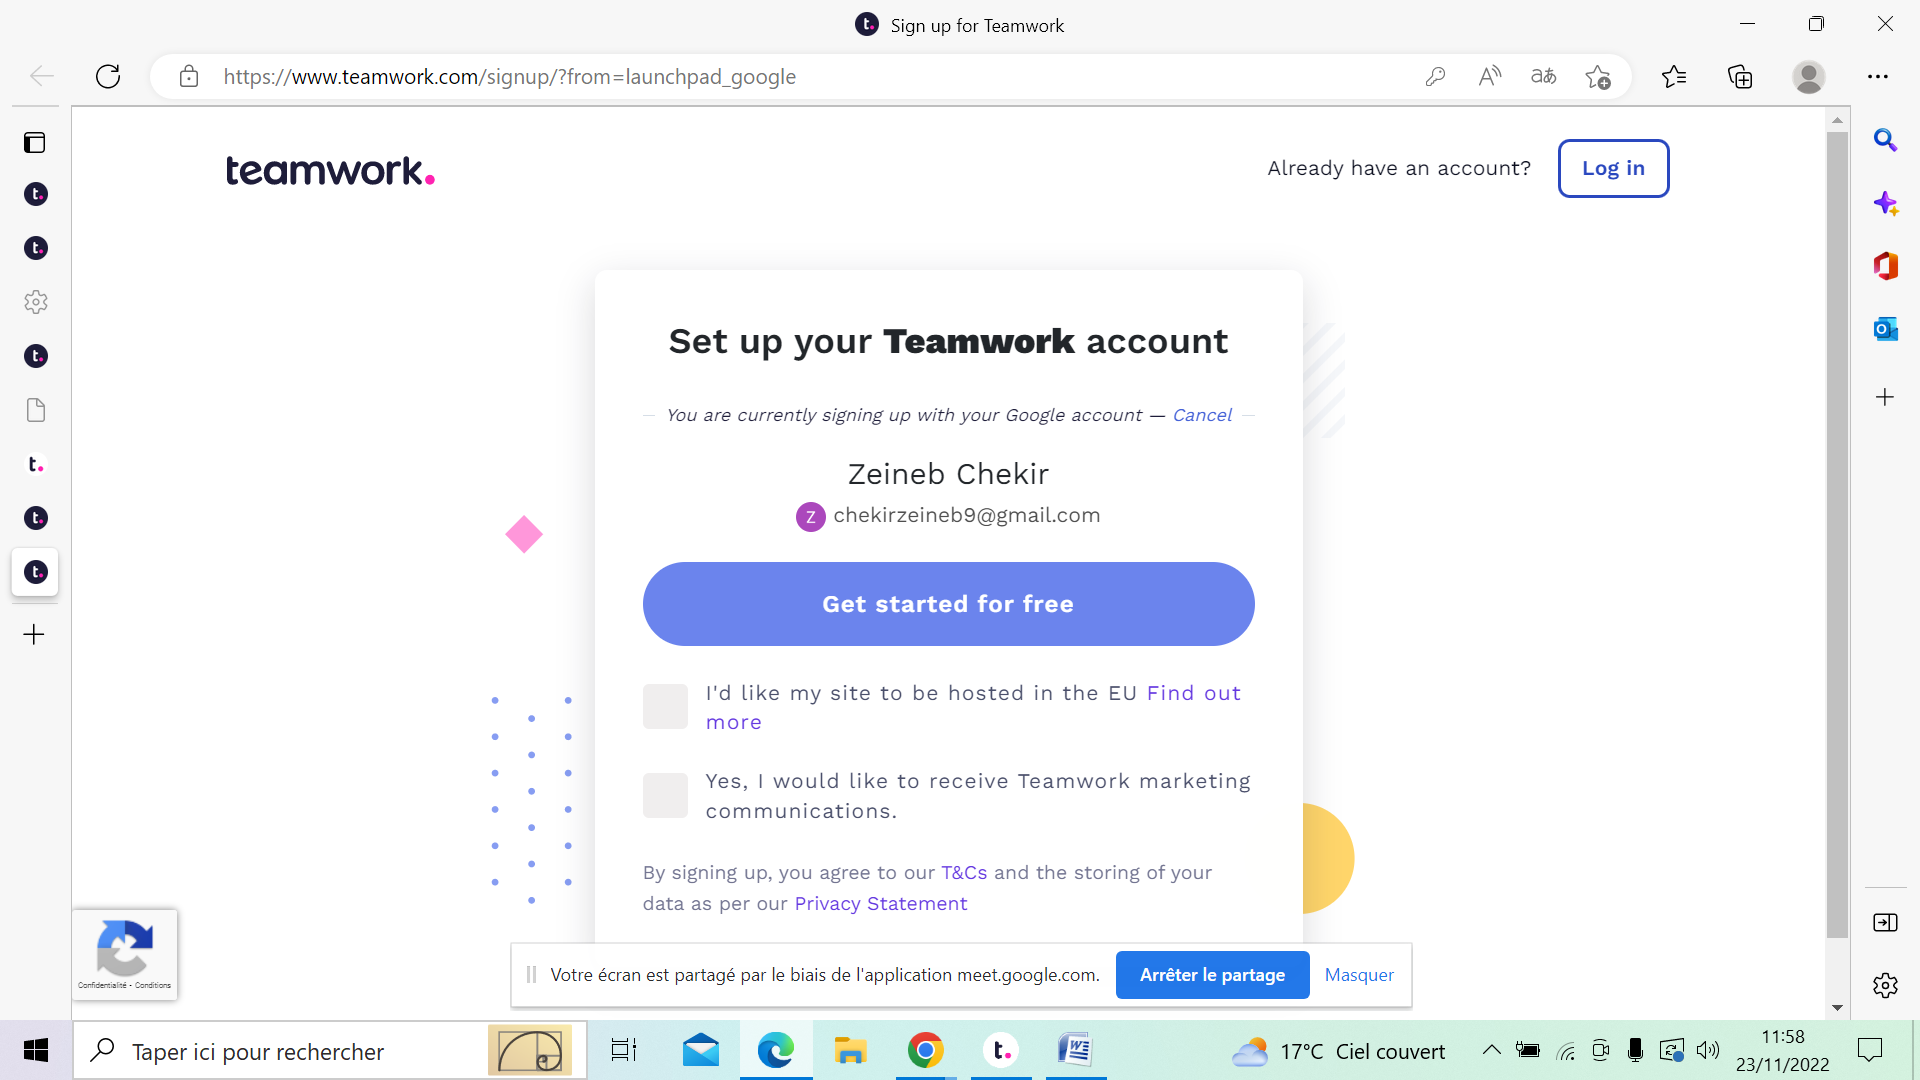 Sign up for Teamwork
https://www.teamwork.com/signup/?from=launchpad_google
teamwork.
Already have an account?
Log in
Set up your Teamwork account
You are currently signing up with your Google account — Cancel
Zeineb Chekir
Z chekirzeineb9@gmail.com
Get started for free
I'd like my site to be hosted in the EU Find out
more
Yes, I would like to receive Teamwork marketing
communications.
By signing up, you agree to our T&Cs and the storing of your
data as per our Privacy Statement
Confidentialité - Conditions
Votre écran est partagé par le biais de l'application meet.google.com.
Arrêter le partage
Masquer
Taper ici pour rechercher
17°C Ciel couvert
11:58
23/11/2022